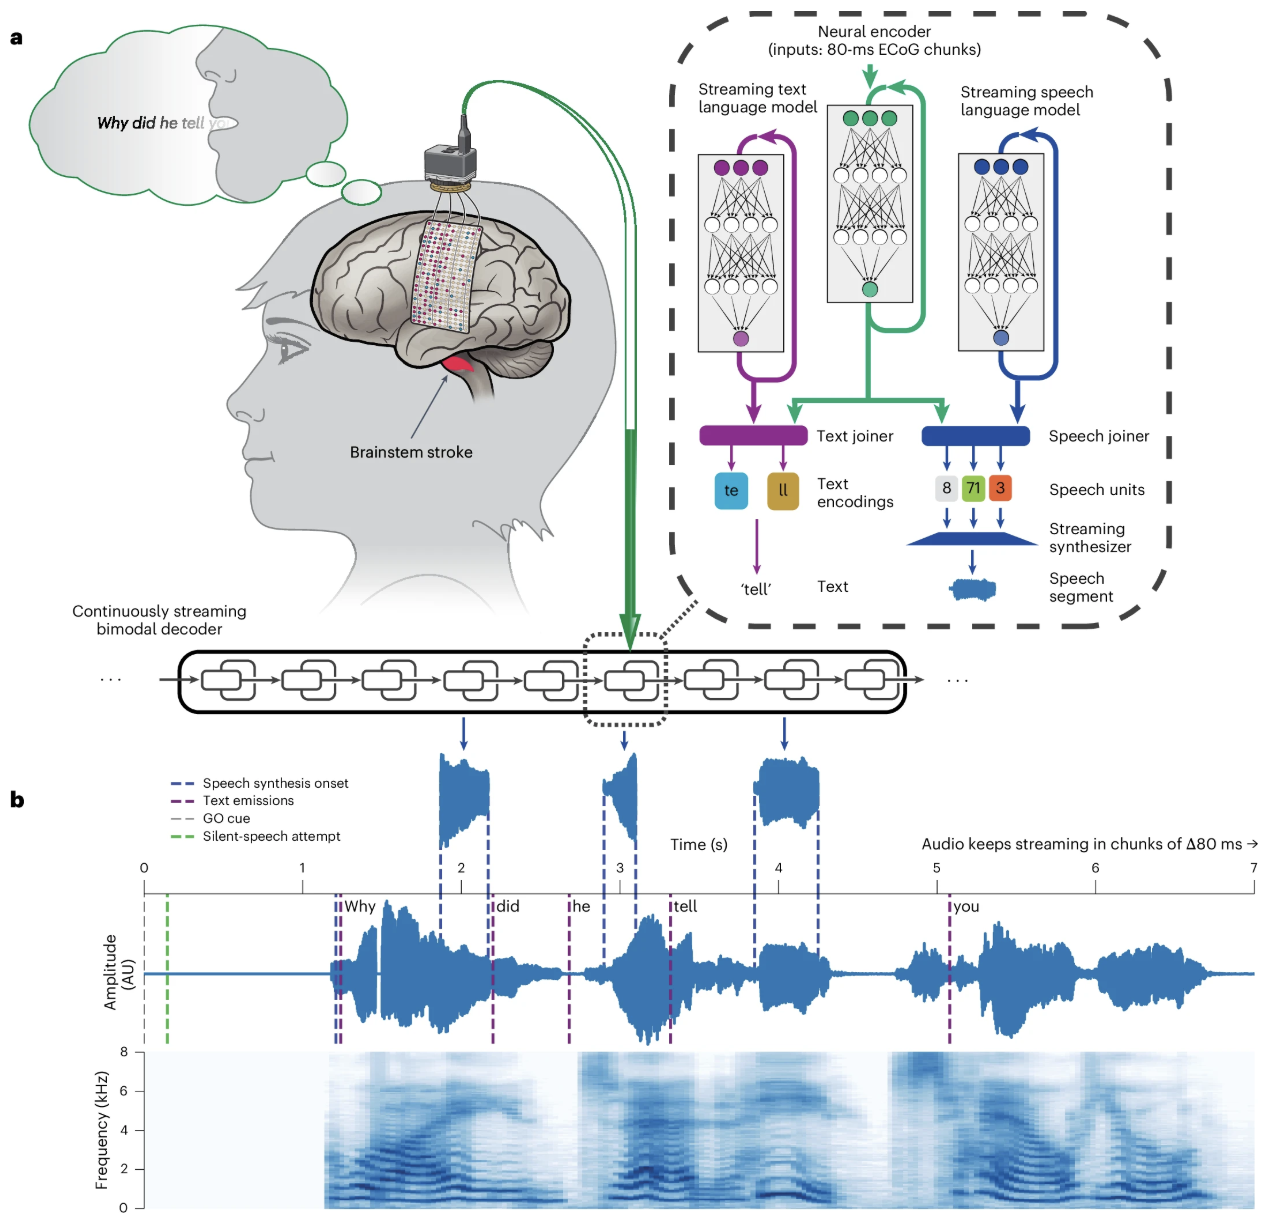 a
Why did he tell yo
Neural encoder
(inputs: 80-ms ECoG chunks)
Streaming text
language model
Streaming speech
language model
Brainstem stroke
Text joiner
Speech joiner
te
ll
Text
encodings
8
71
3
Speech units
Streaming
synthesizer
'tell'
Text
Speech
segment
Continuously streaming
bimodal decoder
...
...
b
Speech synthesis onset
Text emissions
GO cue
Silent-speech attempt
Time (s)
Audio keeps streaming in chunks of Δ80 ms →
0
1
2
3
4
5
6
7
Why
did
he
tell
you
Amplitude
(AU)
Frequency (kHz)
8
6
4
2
0